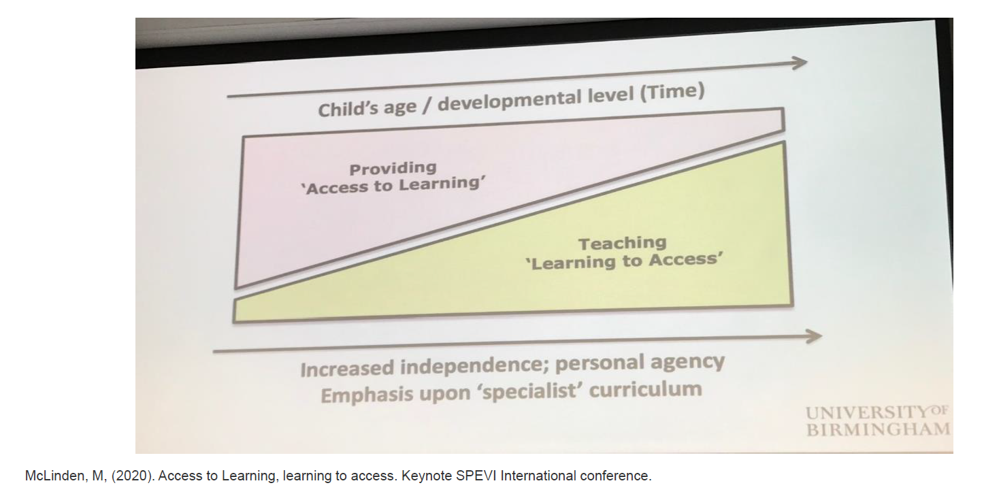 Child's age / developmental level (Time)
Providing
‘Access to Learning’
Teaching
‘Learning to Access’
Increased independence; personal agency
Emphasis upon ‘specialist’ curriculum
UNIVERSITY OF
BIRMINGHAM
McLinden, M, (2020). Access to Learning, learning to access. Keynote SPEVI International conference.